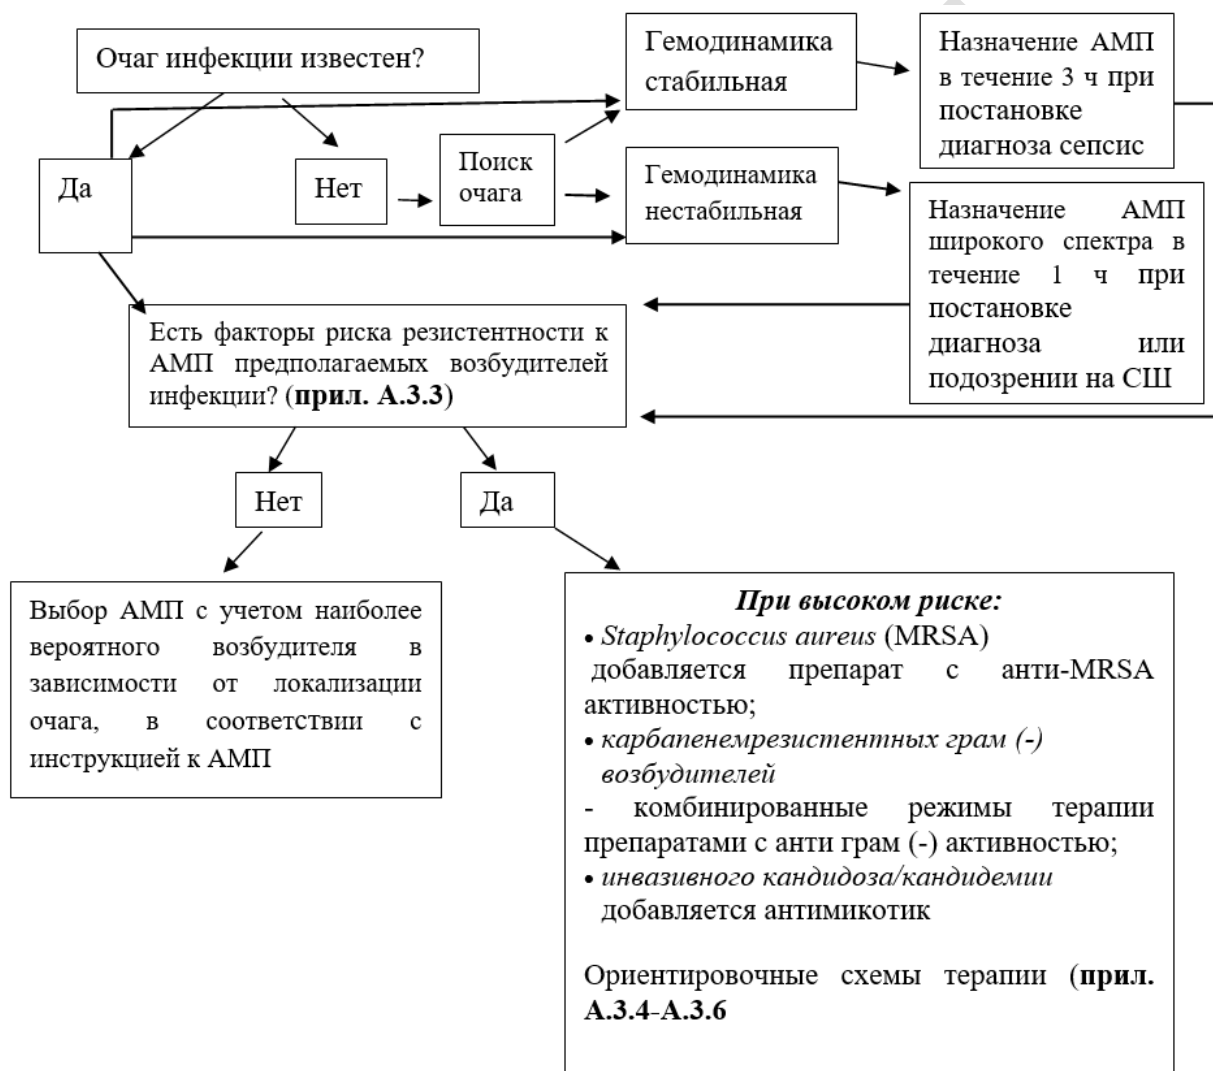 Очаг инфекции известен?
Гемодинамика
стабильная
Назначение АМП
в течение 3 ч при
постановке
диагноза сепсис
Да
Нет
Поиск
очага
Гемодинамика
нестабильная
Назначение АМП
широкого спектра в
течение 1 ч при
постановке
диагноза или
подозрении на СШ
Есть факторы риска резистентности к
АМП предполагаемых возбудителей
инфекции? (прил. А.3.3)
Нет
Да
Выбор АМП с учетом наиболее
вероятного возбудителя в
зависимости от локализации
очага, в соответствии с
инструкцией к АМП
При высоком риске:
• Staphylococcus aureus (MRSA)
добавляется препарат с анти-MRSA
активностью;
• карбапенемрезистентных грам (-)
возбудителей
- комбинированные режимы терапии
препаратами с анти грам (-) активностью;
• инвазивного кандидоза/кандидемии
добавляется антимикотик
Ориентировочные схемы терапии (прил.
А.3.4-А.3.6